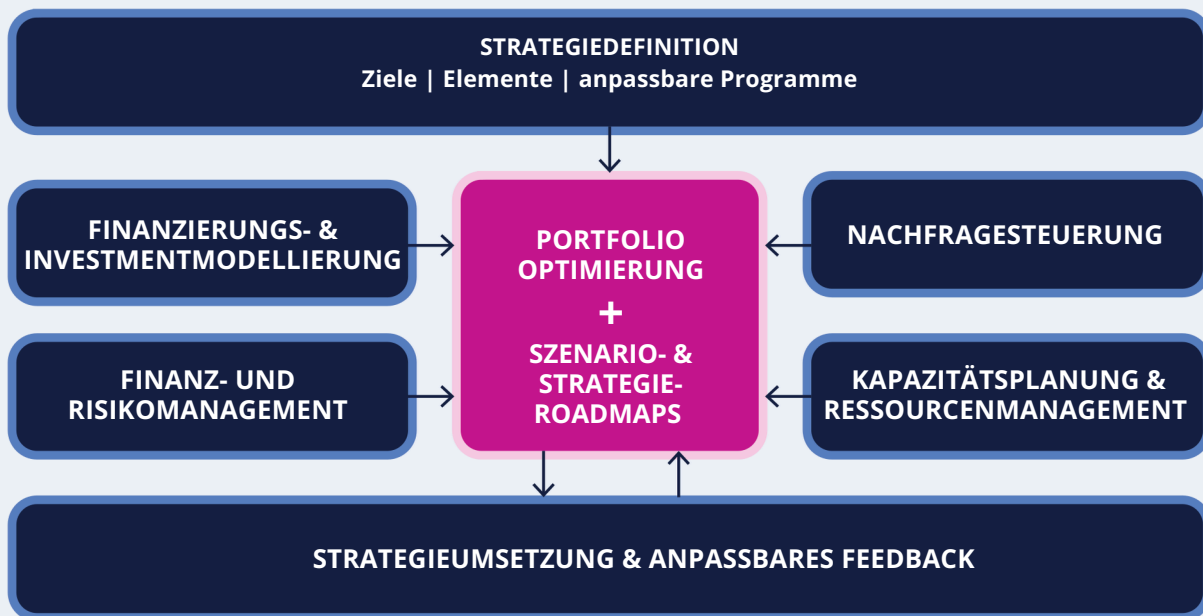 STRATEGIEDEFINITION
Ziele | Elemente | anpassbare Programme
FINANZIERUNGS- &
INVESTMENTMODELLIERUNG
PORTFOLIO
OPTIMIERUNG
+
SZENARIO- &
STRATEGIE-
ROADMAPS
NACHFRAGESTEUERUNG
FINANZ- UND
RISIKOMANAGEMENT
KAPAZITÄTSPLANUNG &
RESSOURCENMANAGEMENT
STRATEGIEUMSETZUNG & ANPASSBARES FEEDBACK